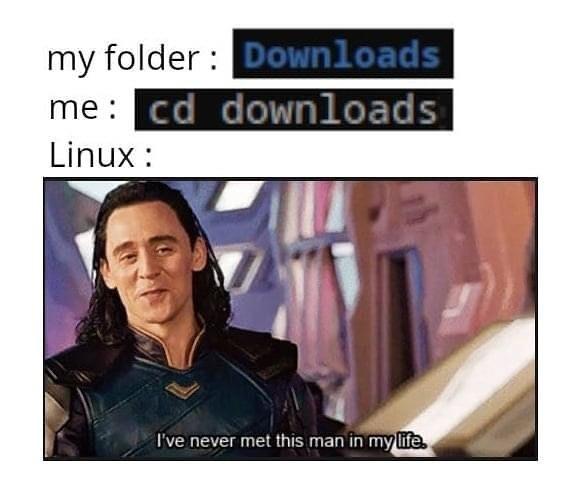 my folder : Downloads
me : cd downloads
Linux :
I've never met this man in my life.